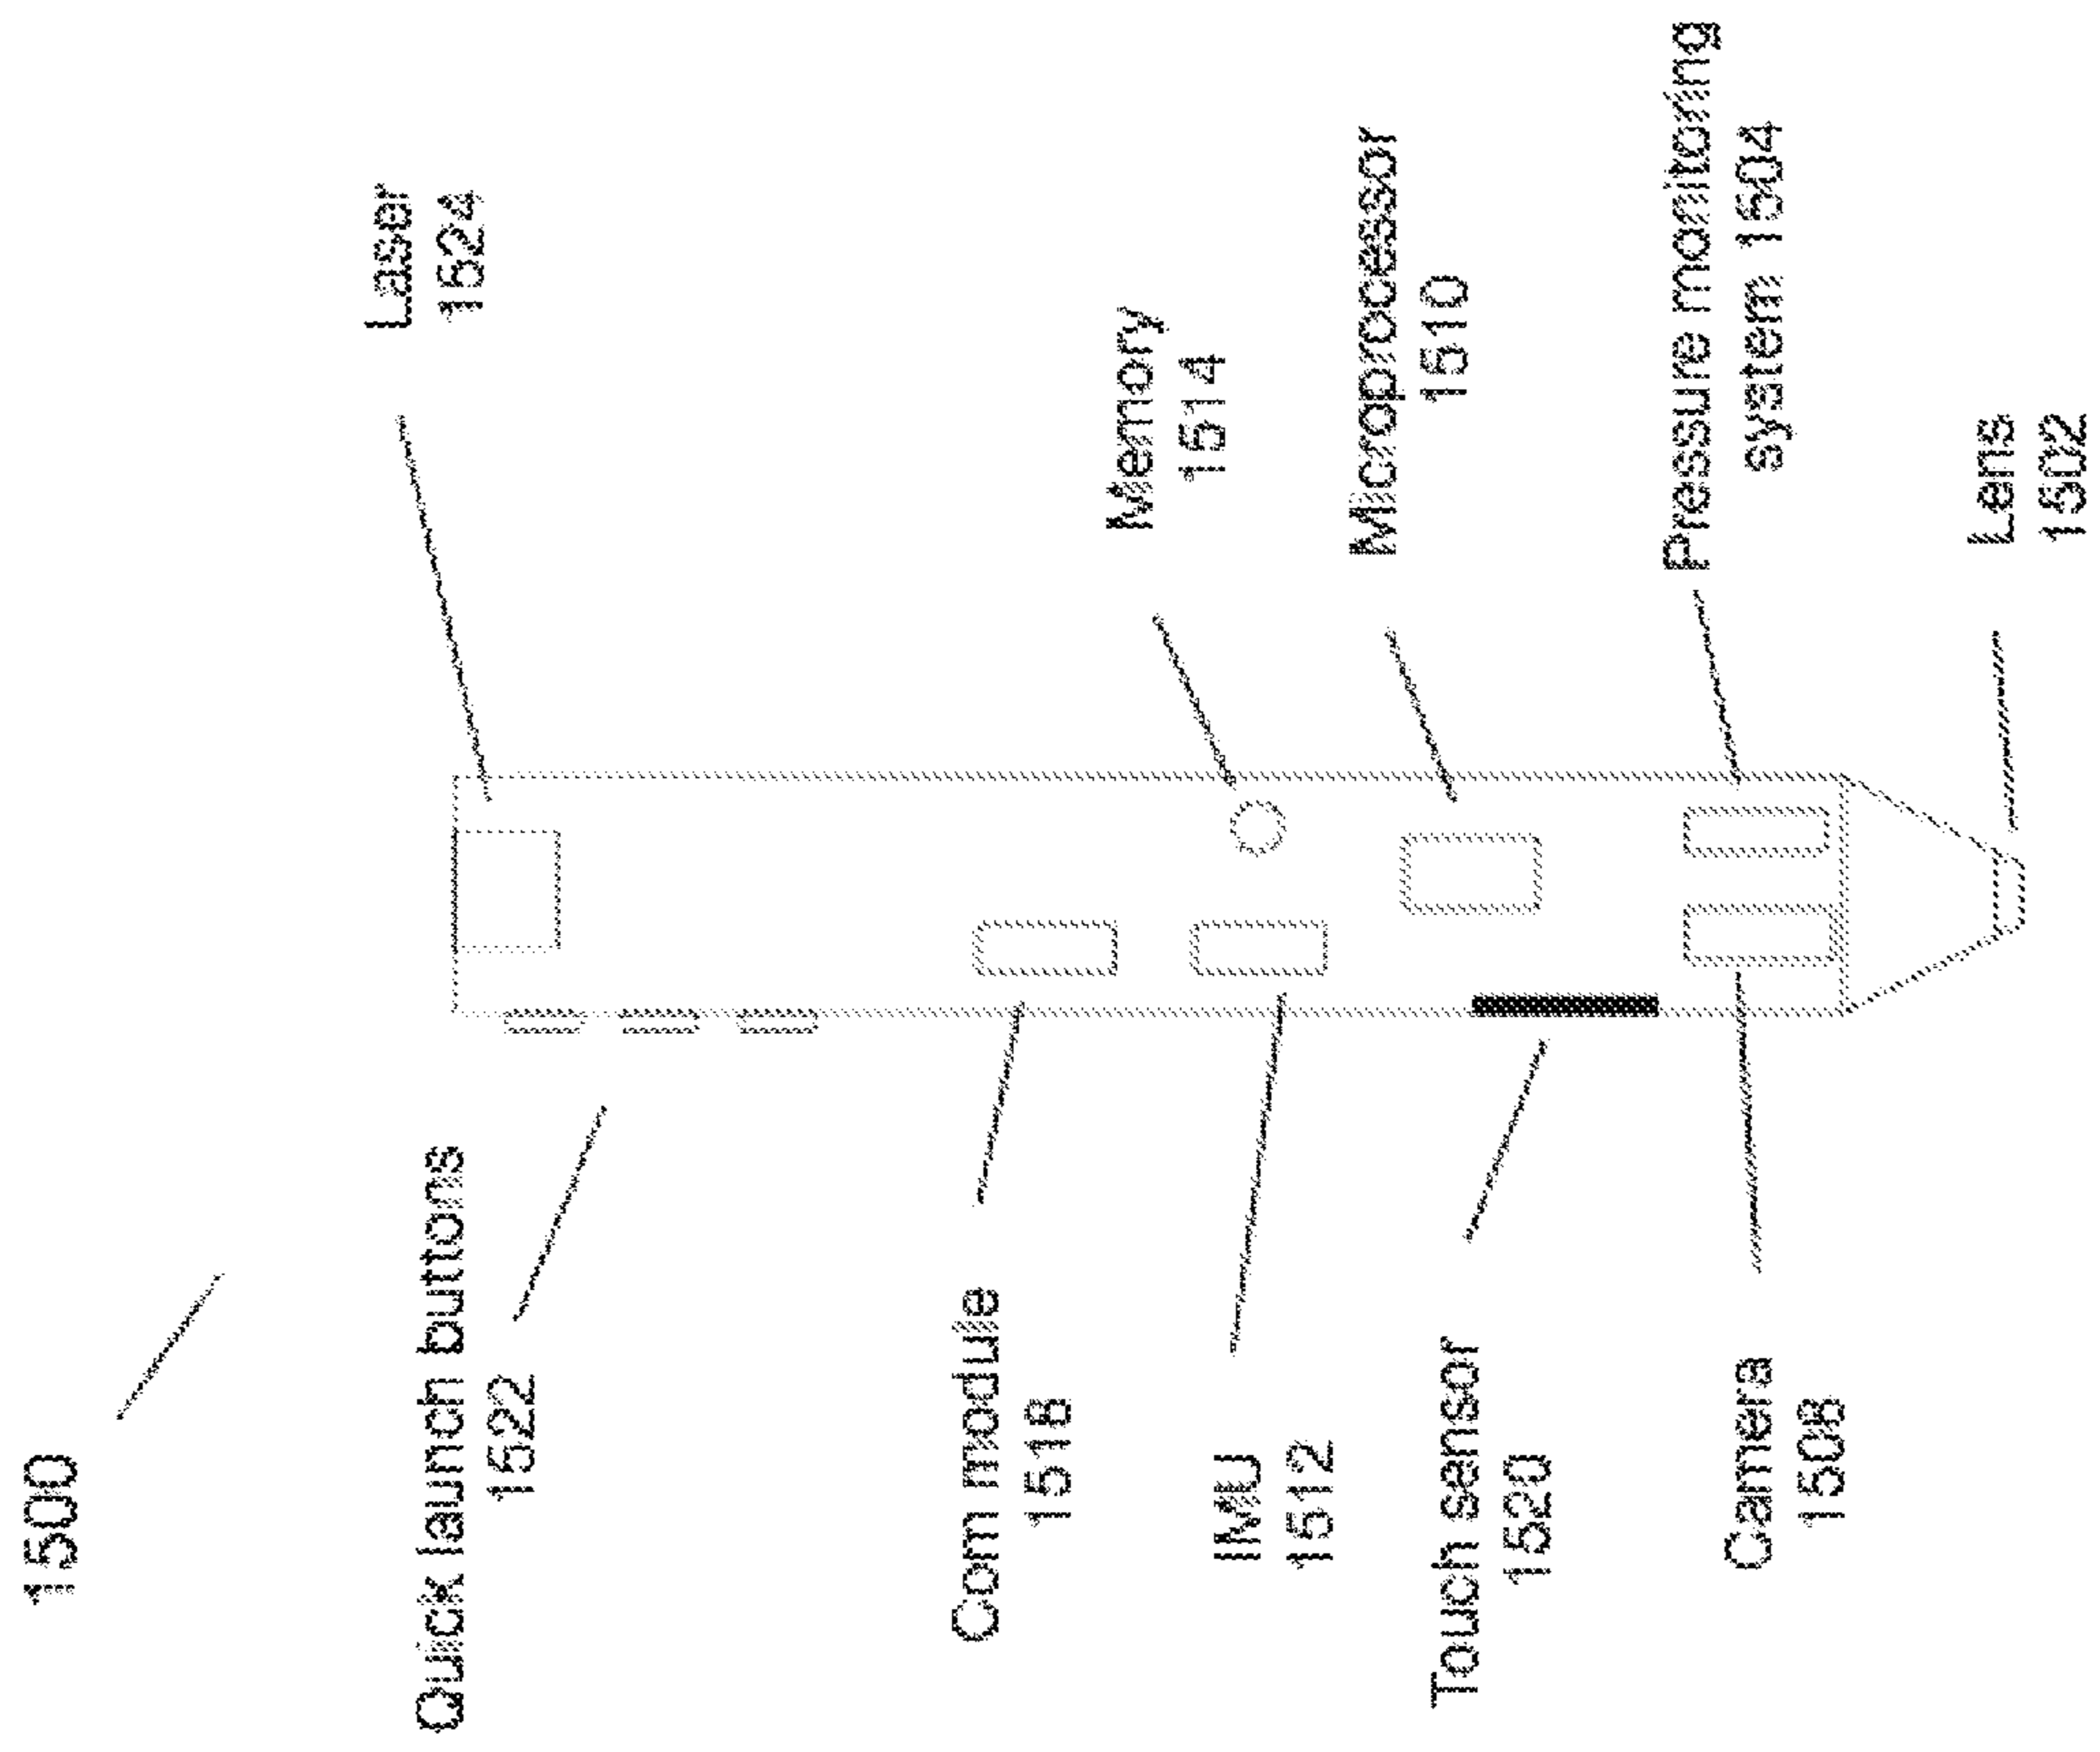 1500
Quick launch buttons
1522
Laser
1524
Com module
1518
Memory
1514
IMU
1512
Microprocessor
1510
Touch sensor
1520
Pressure monitoring
system 1504
Camera
1508
Lens
1502